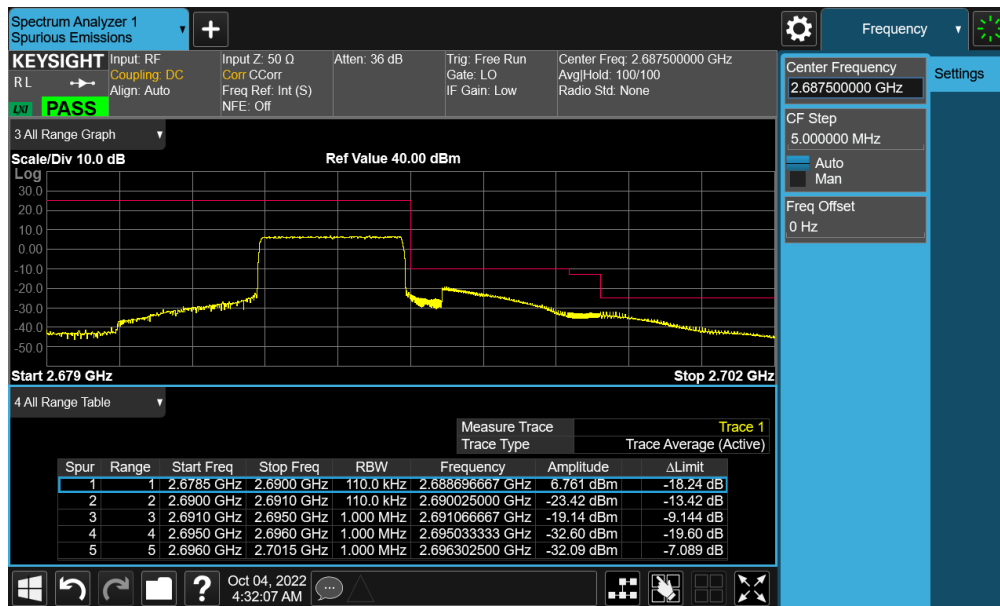 Spectrum Analyzer 1
Spurious Emissions
Frequency
KEYSIGHT
R L
LXI PASS
Input: RF
Coupling: DC
Align: Auto
Input Z: 50 Ω
Corr CCorr
Freq Ref: Int (S)
NFE: Off
Atten: 36 dB
Trig: Free Run
Gate: LO
IF Gain: Low
Center Freq: 2.687500000 GHz
Avg|Hold: 100/100
Radio Std: None
Center Frequency
2.687500000 GHz
Settings
CF Step
5.000000 MHz
Auto
Man
Freq Offset
0 Hz
3 All Range Graph
Scale/Div 10.0 dB Ref Value 40.00 dBm
Log
30.0
20.0
10.0
0.00
-10.0
-20.0
-30.0
-40.0
-50.0
Start 2.679 GHz Stop 2.702 GHz
4 All Range Table
Measure Trace Trace 1
Trace Type Trace Average (Active)
Spur Range Start Freq Stop Freq RBW Frequency Amplitude ΔLimit
1 1 2.6785 GHz 2.6900 GHz 110.0 kHz 2.688696667 GHz 6.761 dBm -18.24 dB
2 2 2.6900 GHz 2.6910 GHz 110.0 kHz 2.690025000 GHz -23.42 dBm -13.42 dB
3 3 2.6910 GHz 2.6950 GHz 1.000 MHz 2.691066667 GHz -19.14 dBm -9.144 dB
4 4 2.6950 GHz 2.6960 GHz 1.000 MHz 2.695033333 GHz -32.60 dBm -19.60 dB
5 5 2.6960 GHz 2.7015 GHz 1.000 MHz 2.696302500 GHz -32.09 dBm -7.089 dB
Oct 04, 2022
4:32:07 AM